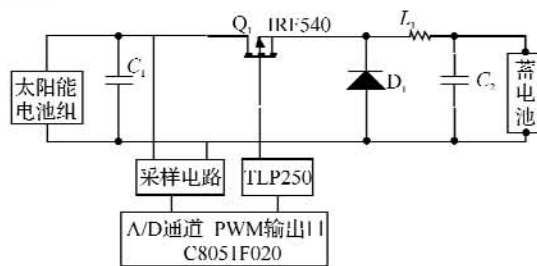 Q₁ IRF540
L₁
太阳能
电池组
C₁
D₁
C₂
蓄电池
采样电路
TLP250
A/D通道 PWM输出口
C8051F020